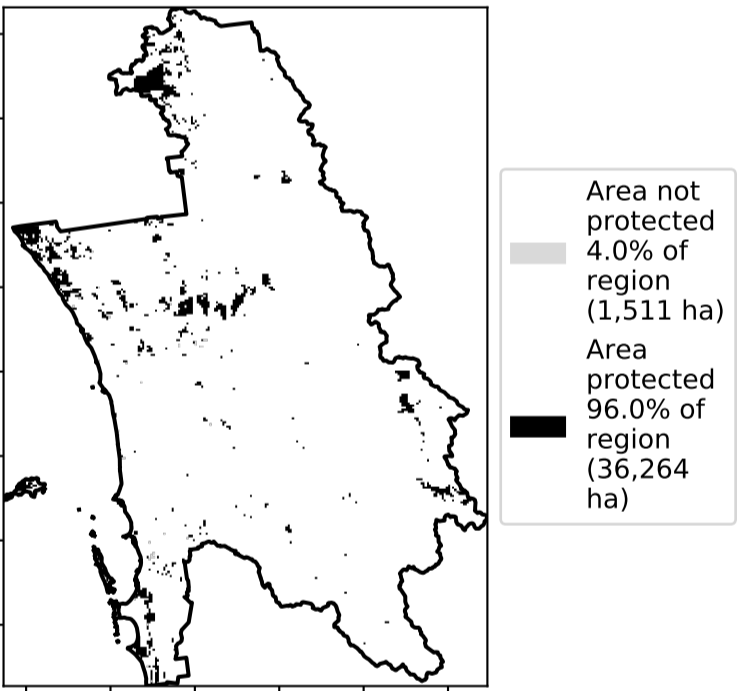 Area not
protected
4.0% of
region
(1,511 ha)
Area
protected
96.0% of
region
(36,264
ha)